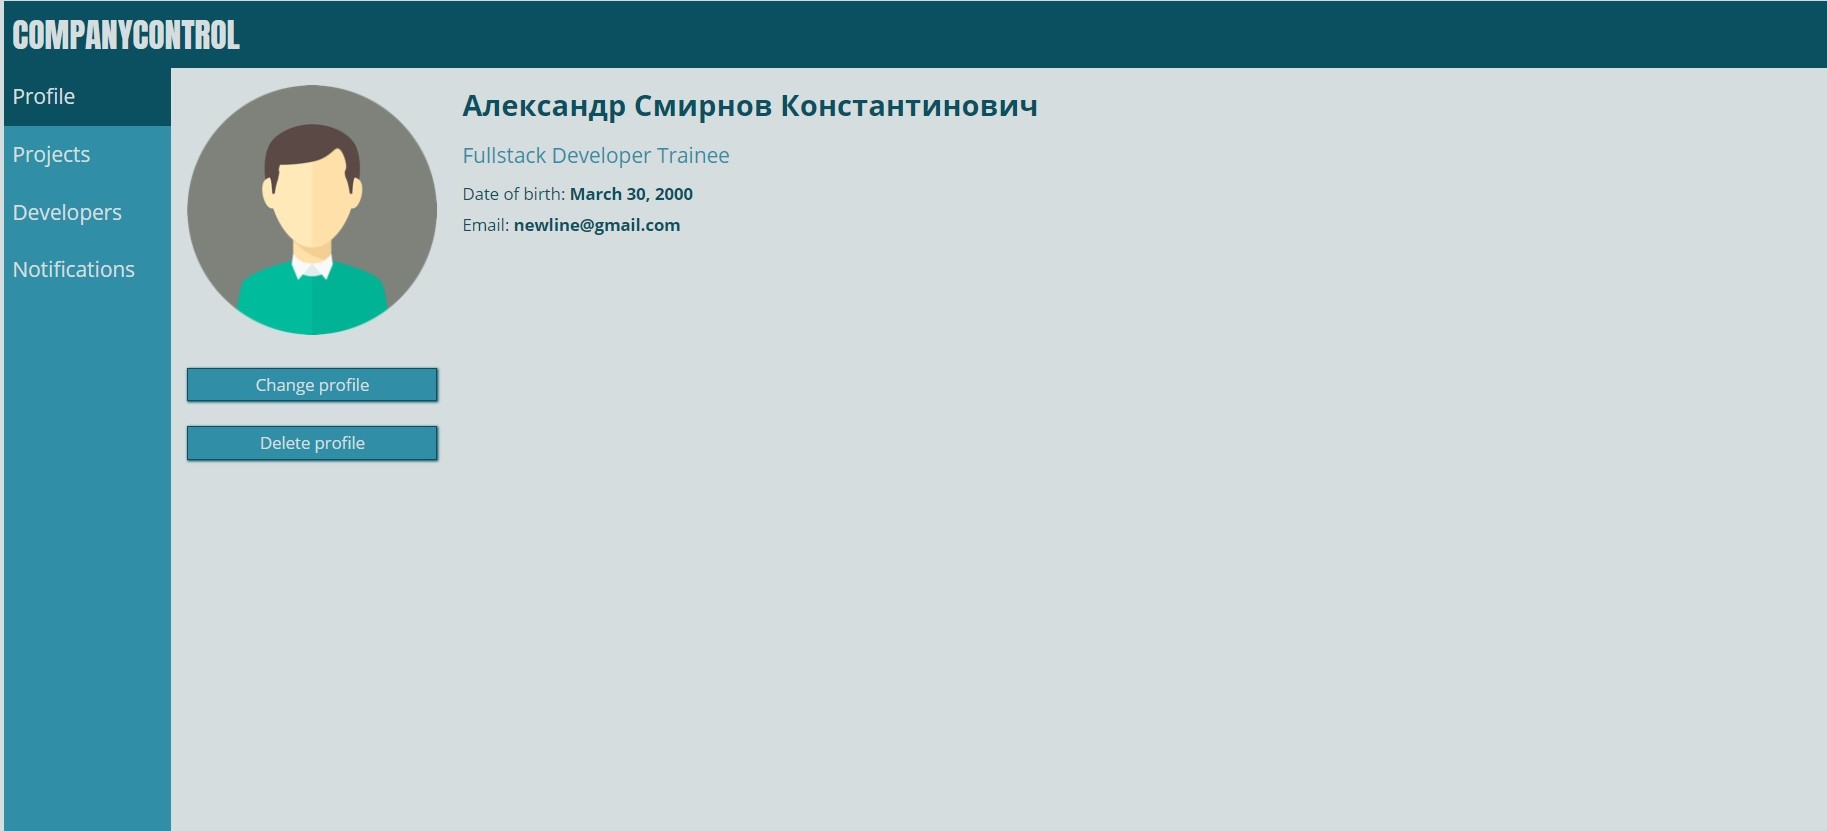 COMPANYCONTROL
Profile
Projects
Developers
Notifications
Change profile
Delete profile
Александр Смирнов Константинович
Fullstack Developer Trainee
Date of birth: March 30, 2000
Email: newline@gmail.com